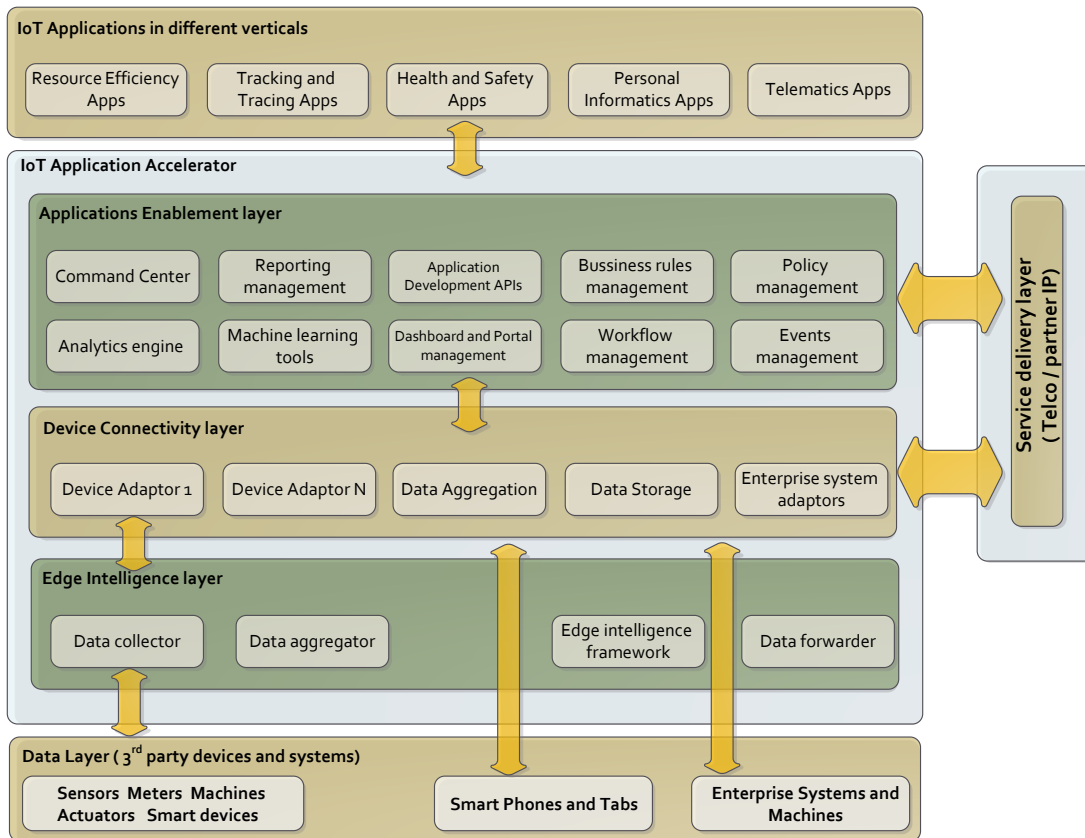 IoT Applications in different verticals
Resource Efficiency
Apps
Tracking and
Tracing Apps
Health and Safety
Apps
Personal
Informatics Apps
Telematics Apps
IoT Application Accelerator
Applications Enablement layer
Command Center
Reporting
management
Application
Development APIs
Bussiness rules
management
Policy
management
Analytics engine
Machine learning
tools
Dashboard and Portal
management
Workflow
management
Events
management
Device Connectivity layer
Device Adaptor 1
Device Adaptor N
Data Aggregation
Data Storage
Enterprise system
adaptors
Edge Intelligence layer
Data collector
Data aggregator
Edge intelligence
framework
Data forwarder
Data Layer ( 3rd party devices and systems)
Sensors Meters Machines
Actuators Smart devices
Smart Phones and Tabs
Enterprise Systems and
Machines
Service delivery layer
( Telco / partner IP)